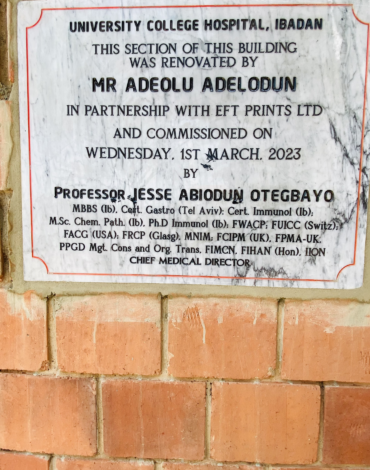 UNIVERSITY COLLEGE HOSPITAL, IBADAN
THIS SECTION OF THIS BUILDING
WAS RENOVATED BY
MR ADEOLU ADELODUN
IN PARTNERSHIP WITH EFT PRINTS LTD
AND COMMISSIONED ON
WEDNESDAY, 1ST MARCH, 2023
BY
PROFESSOR JESSE ABIODUN OTEGBAYO
MBBS (Ib), Cert. Gastro (Tel Aviv); Cert. Immunol (Ib);
M.Sc. Chem. Path. (Ib), Ph.D Immunol (Ib); FWACP; FUICC (Switz);
FACG (USA); FRCP (Glasg); MNIM; FCIPM (UK), FPMA-UK,
PPGD Mgt. Cons and Org. Trans, FIMCN, FIHAN (Hon), IION
CHIEF MEDICAL DIRECTOR